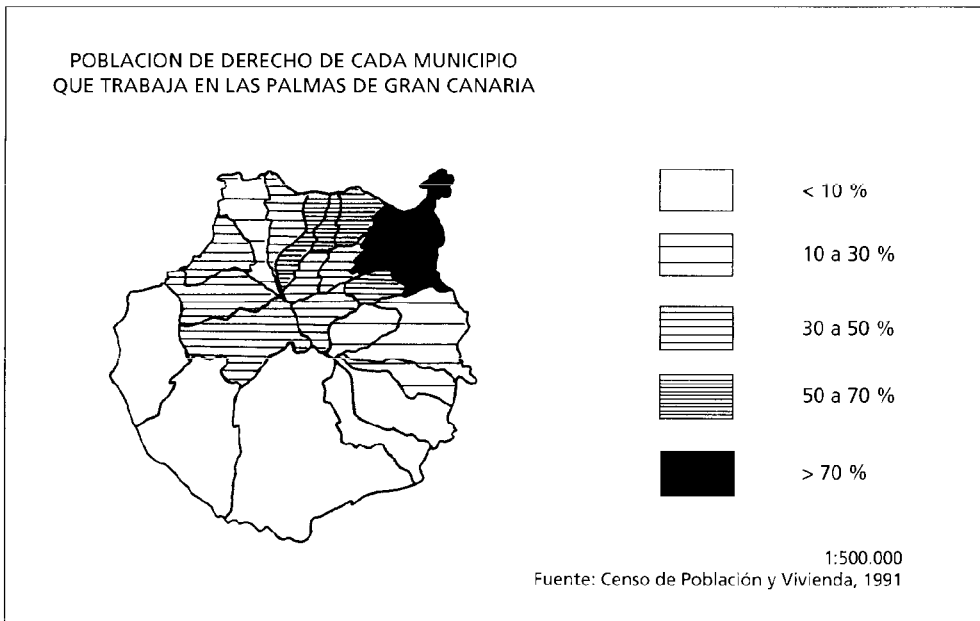 POBLACION DE DERECHO DE CADA MUNICIPIO
QUE TRABAJA EN LAS PALMAS DE GRAN CANARIA
< 10 %
10 a 30 %
30 a 50 %
50 a 70 %
> 70 %
1:500.000
Fuente: Censo de Población y Vivienda, 1991